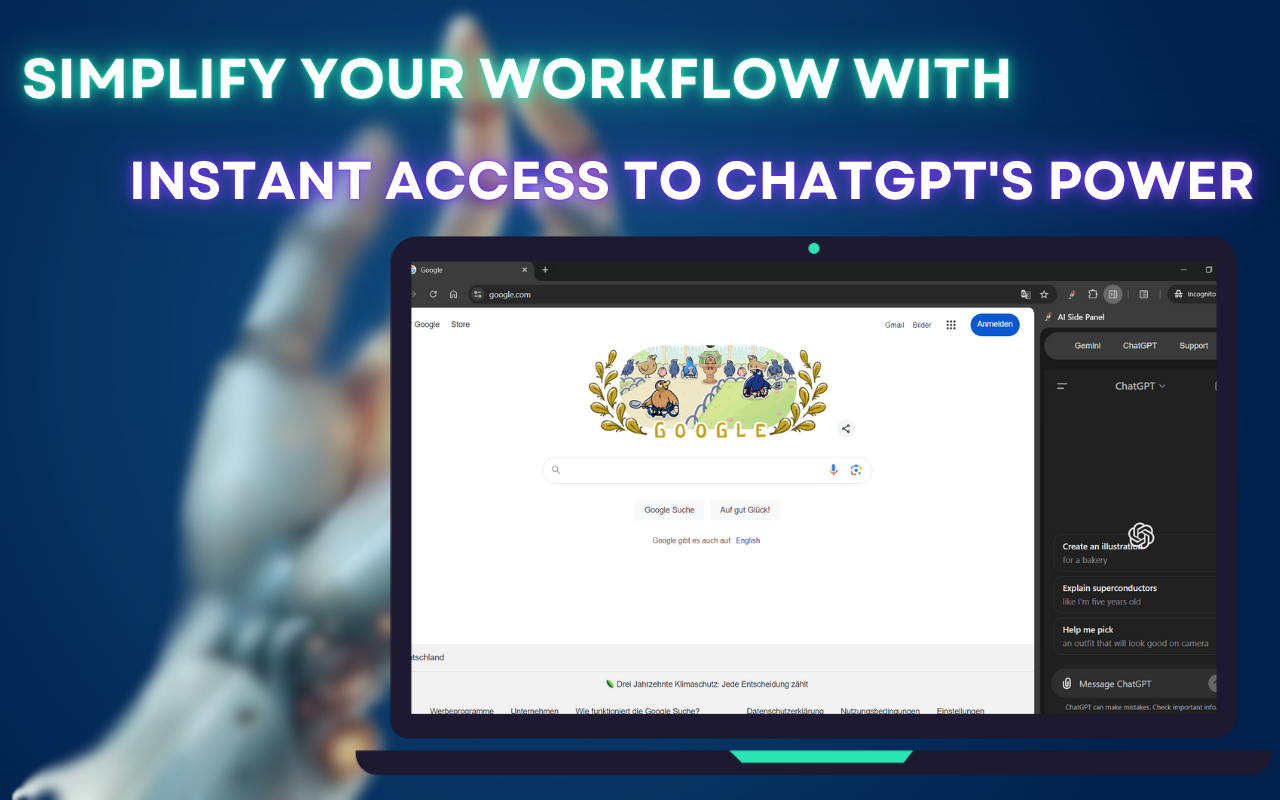 SIMPLIFY YOUR WORKFLOW WITH
INSTANT ACCESS TO CHATGPT'S POWER
Google
google.com
Incognito
Google Store
Gmail Bilder
Anmelden
GOOGLE
Google Suche Auf gut Glück!
Google gibt es auch auf: English
tschland
Drei Jahrzehnte Klimaschutz: Jede Entscheidung zählt
Werbeprogramme Unternehmen Wie funktioniert die Google Suche? Datenschutzerklärung Nutzungsbedingungen Einstellungen
AI Side Panel
Gemini ChatGPT Support
ChatGPT
Create an illustration
for a bakery
Explain superconductors
like I'm five years old
Help me pick
an outfit that will look good on camera
Message ChatGPT
ChatGPT can make mistakes. Check important info.